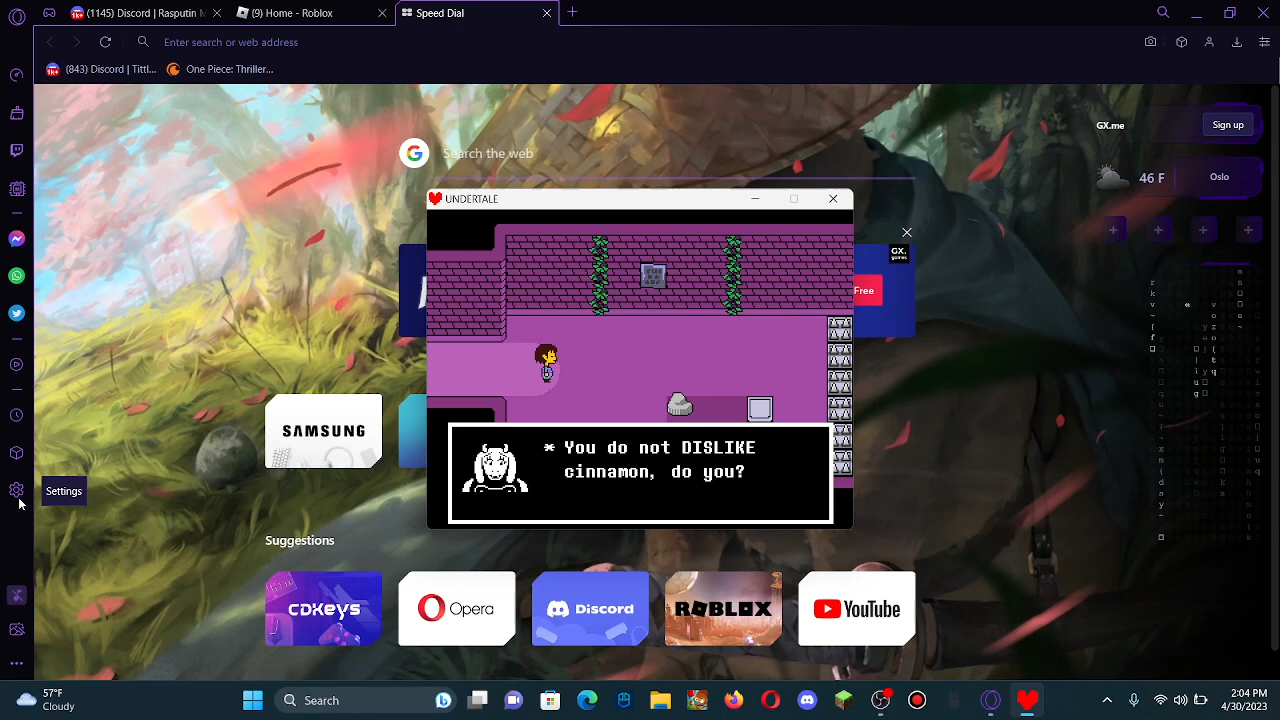 (1145) Discord | Rasputin M
(9) Home - Roblox
Speed Dial
Enter search or web address
(843) Discord | Tittl...
One Piece: Thriller...
GX.me
Sign up
Search the web
46 F
Oslo
UNDERTALE
GX.
games
Free
SAMSUNG
* You do not DISLIKE
cinnamon, do you?
Settings
Suggestions
CDKEYS
Opera
Discord
ROBLOX
YouTube
57°F
Cloudy
Search
2:04 PM
4/30/2023